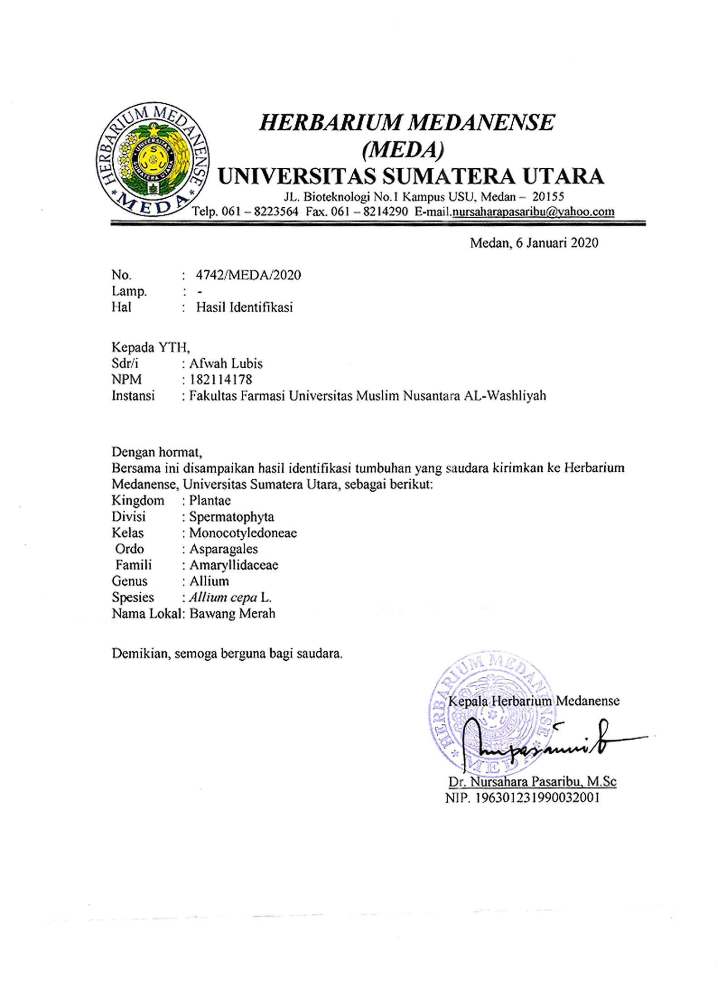 HERBARIUM MEDANENSE
* MEDA *
UNIVERSITAS
SUMATERA UTARA
HERBARIUM MEDANENSE
(MEDA)
UNIVERSITAS SUMATERA UTARA
JL. Bioteknologi No.1 Kampus USU, Medan – 20155
Telp. 061 – 8223564 Fax. 061 – 8214290 E-mail.nursaharapasaribu@yahoo.com
Medan, 6 Januari 2020
No. : 4742/MEDA/2020
Lamp. : -
Hal : Hasil Identifikasi
Kepada YTH,
Sdr/i : Afwah Lubis
NPM : 182114178
Instansi : Fakultas Farmasi Universitas Muslim Nusantara AL-Washliyah
Dengan hormat,
Bersama ini disampaikan hasil identifikasi tumbuhan yang saudara kirimkan ke Herbarium
Medanense, Universitas Sumatera Utara, sebagai berikut:
Kingdom : Plantae
Divisi : Spermatophyta
Kelas : Monocotyledoneae
Ordo : Asparagales
Famili : Amaryllidaceae
Genus : Allium
Spesies : Allium cepa L.
Nama Lokal: Bawang Merah
Demikian, semoga berguna bagi saudara.
HERBARIUM MEDANENSE
* MEDA *
Kepala Herbarium Medanense
Dr. Nursahara Pasaribu, M.Sc
NIP. 196301231990032001